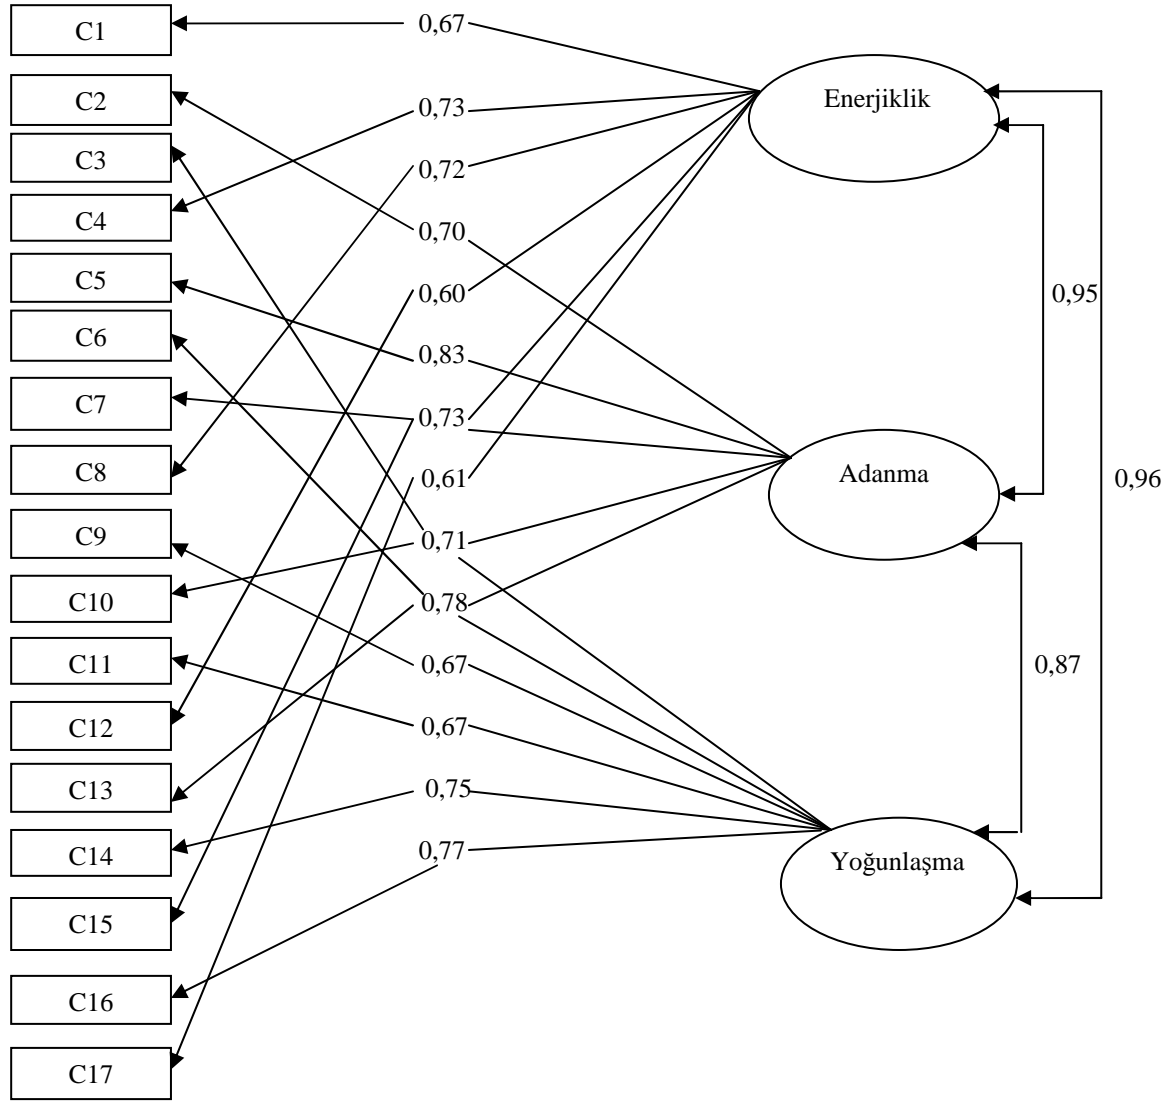 C1
C2
C3
C4
C5
C6
C7
C8
C9
C10
C11
C12
C13
C14
C15
C16
C17
0,67
0,73
0,72
0,70
0,60
0,83
0,73
0,61
0,71
0,78
0,67
0,67
0,75
0,77
Enerjiklik
Adanma
Yoğunlaşma
0,95
0,96
0,87